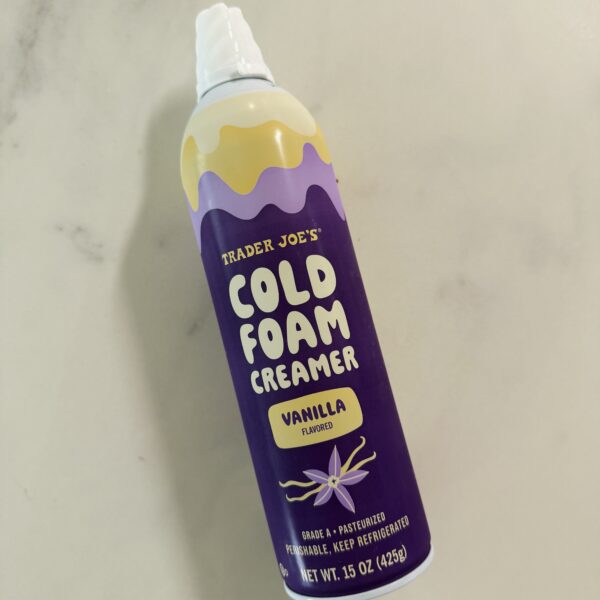 TRADER JOE'S®
COLD
FOAM
CREAMER
VANILLA
FLAVORED
GRADE A • PASTEURIZED
PERISHABLE, KEEP REFRIGERATED
NET WT. 15 OZ (425g)